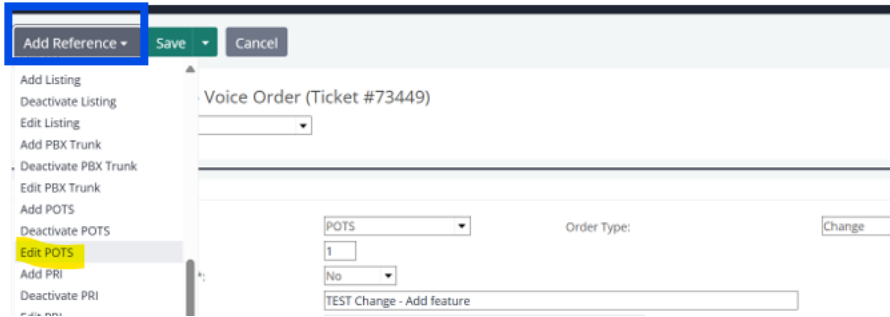 Add Reference Save Cancel
Add Listing
Deactivate Listing
Edit Listing
Add PBX Trunk
Deactivate PBX Trunk
Edit PBX Trunk
Add POTS
Deactivate POTS
Edit POTS
Add PRI
Deactivate PRI
Voice Order (Ticket #73449)
POTS Order Type: Change
1
*: No
TEST Change - Add feature